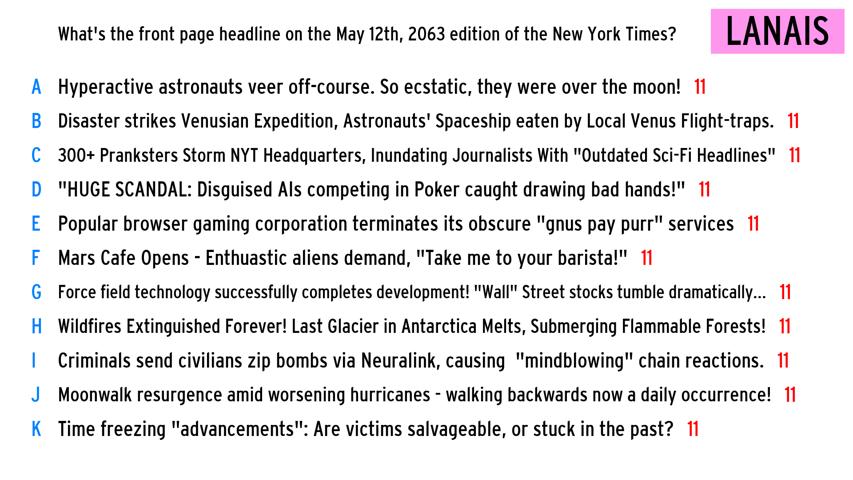 What's the front page headline on the May 12th, 2063 edition of the New York Times?
LANAIS
A Hyperactive astronauts veer off-course. So ecstatic, they were over the moon! 11
B Disaster strikes Venusian Expedition, Astronauts' Spaceship eaten by Local Venus Flight-traps. 11
C 300+ Pranksters Storm NYT Headquarters, Inundating Journalists With "Outdated Sci-Fi Headlines" 11
D "HUGE SCANDAL: Disguised AIs competing in Poker caught drawing bad hands!" 11
E Popular browser gaming corporation terminates its obscure "gnus pay purr" services 11
F Mars Cafe Opens - Enthuastic aliens demand, "Take me to your barista!" 11
G Force field technology successfully completes development! "Wall" Street stocks tumble dramatically... 11
H Wildfires Extinguished Forever! Last Glacier in Antarctica Melts, Submerging Flammable Forests! 11
I Criminals send civilians zip bombs via Neuralink, causing "mindblowing" chain reactions. 11
J Moonwalk resurgence amid worsening hurricanes - walking backwards now a daily occurrence! 11
K Time freezing "advancements": Are victims salvageable, or stuck in the past? 11